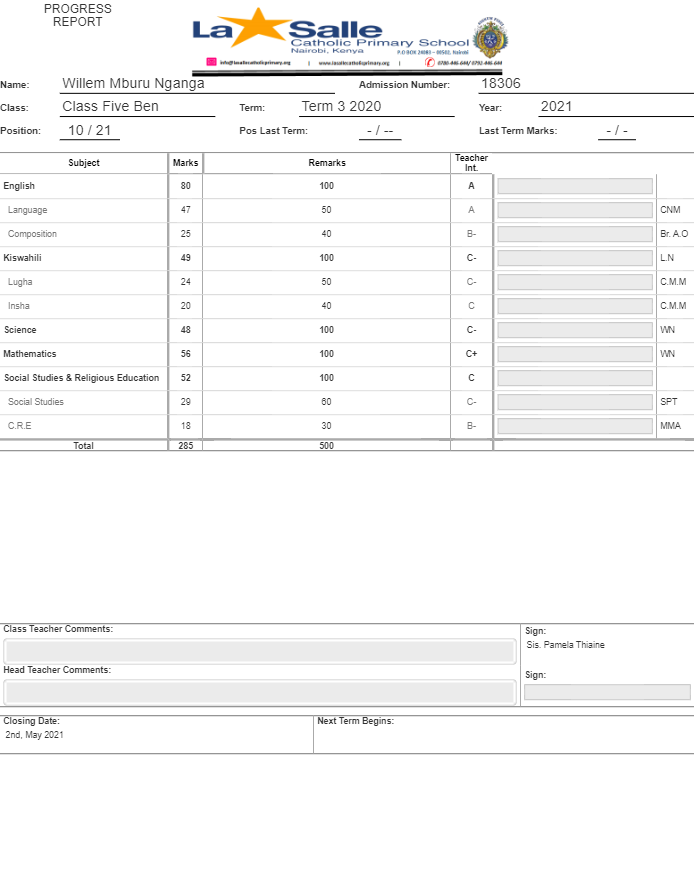 PROGRESS
REPORT
La Salle
Catholic Primary School
Nairobi, Kenya
P.O BOX 24083 - 00502, Nairobi
info@lasallecatholicprimary.org | www.lasallecatholicprimary.org | 0700-446-644/ 0792-446-644
Name: Willem Mburu Nganga Admission Number: 18306
Class: Class Five Ben Term: Term 3 2020 Year: 2021
Position: 10 / 21 Pos Last Term: - / -- Last Term Marks: - / -
Subject Marks Remarks Teacher Int.
English 80 100 A
Language 47 50 A CNM
Composition 25 40 B- Br. A.O
Kiswahili 49 100 C- L.N
Lugha 24 50 C- C.M.M
Insha 20 40 C C.M.M
Science 48 100 C- WN
Mathematics 56 100 C+ WN
Social Studies & Religious Education 52 100 C
Social Studies 29 60 C- SPT
C.R.E 18 30 B- MMA
Total 285 500
Class Teacher Comments: Sign:
Sis. Pamela Thiaine
Head Teacher Comments: Sign:
Closing Date: Next Term Begins:
2nd, May 2021